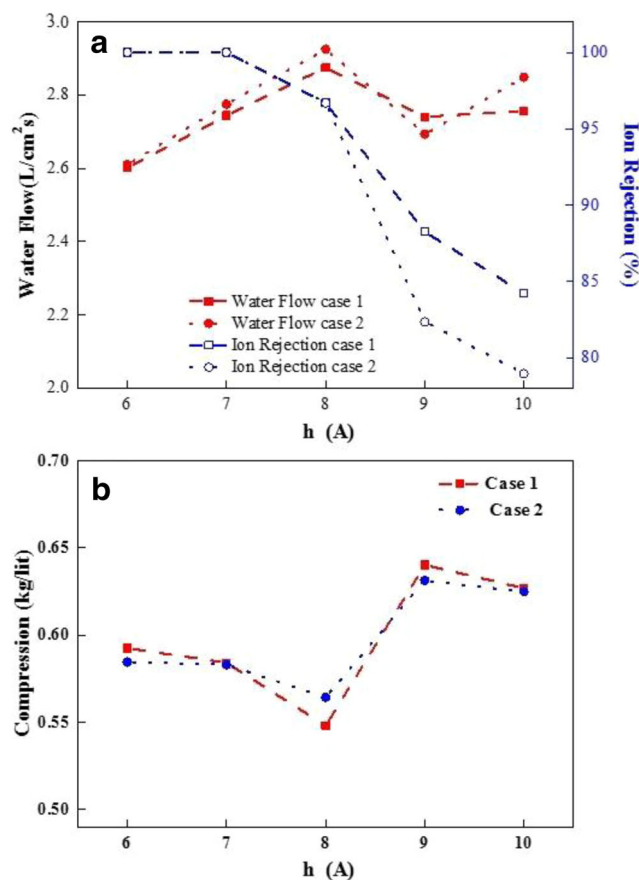 a
3.0
2.8
2.6
2.4
2.2
2.0
Water Flow(L/cm²s)
100
95
90
85
80
Ion Rejection (%)
Water Flow case 1
Water Flow case 2
Ion Rejection case 1
Ion Rejection case 2
6 7 8 9 10
h (A)
b
0.70
0.65
0.60
0.55
0.50
Compression (kg/lit)
Case 1
Case 2
6 7 8 9 10
h (A)